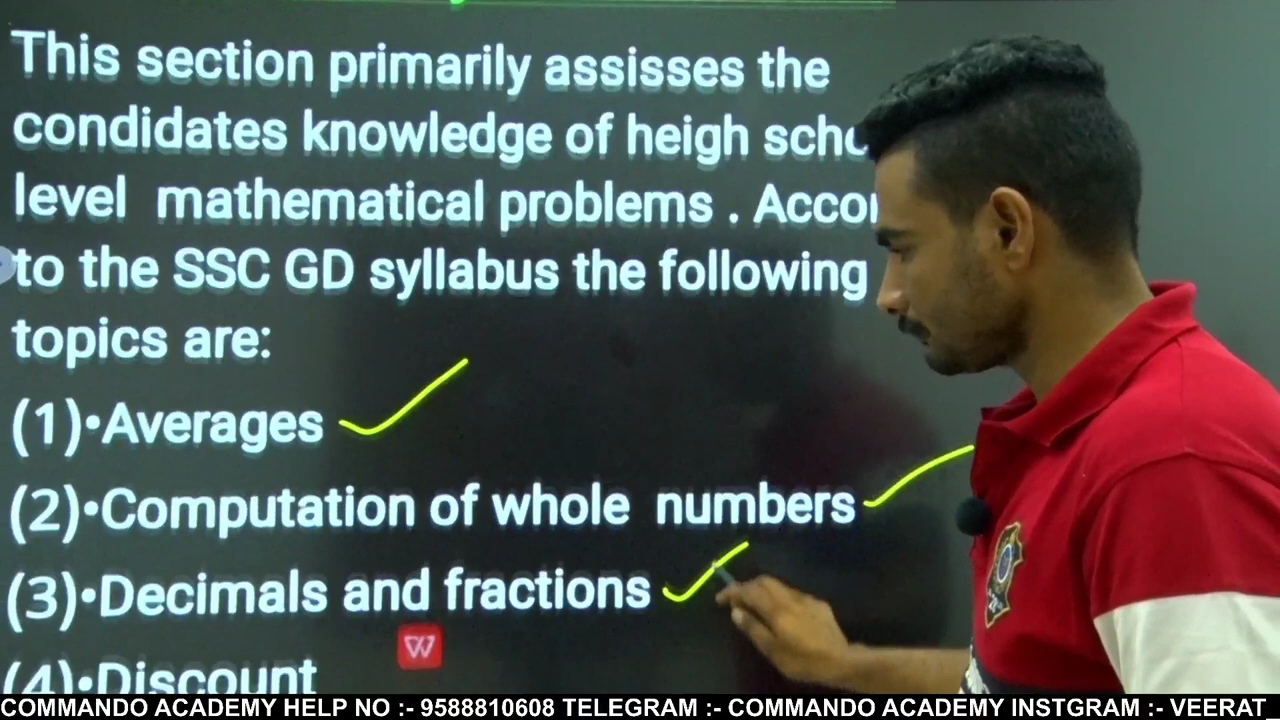 This section primarily assisses the
condidates knowledge of heigh
level mathematical problems .
to the SSC GD syllabus the following
topics are:
(1)•Averages
(2)•Computation of whole numbers
(3)•Decimals and fractions
(4)•Discount
COMMANDO ACADEMY HELP NO :- 9588810608 TELEGRAM :- COMMANDO ACADEMY INSTGRAM :- VEERAT